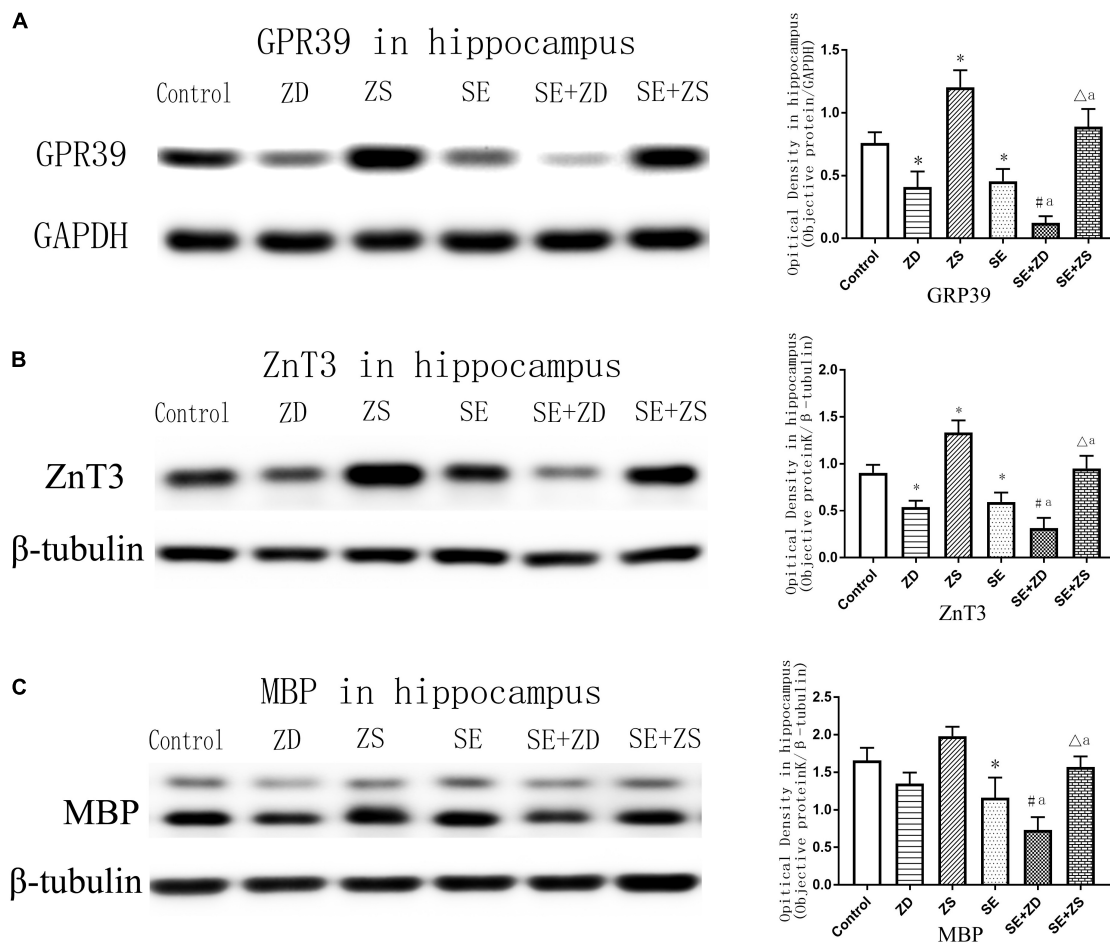 A
GPR39 in hippocampus
Control ZD ZS SE SE+ZD SE+ZS
GPR39
GAPDH
Opitical Density in hippocampus
(Objective protein/GAPDH)
1.5
1.0
0.5
0.0
*
*
*
#a
△a
Control ZD ZS SE SE+ZD SE+ZS
GRP39
B
ZnT3 in hippocampus
Control ZD ZS SE SE+ZD SE+ZS
ZnT3
β-tubulin
Opitical Density in hippocampus
(Objective proteinK/β-tubulin)
2.0
1.5
1.0
0.5
0.0
*
*
*
#a
△a
Control ZD ZS SE SE+ZD SE+ZS
ZnT3
C
MBP in hippocampus
Control ZD ZS SE SE+ZD SE+ZS
MBP
β-tubulin
Opitical Density in hippocampus
(Objective proteinK/β-tubulin)
2.5
2.0
1.5
1.0
0.5
0.0
*
#a
△a
Control ZD ZS SE SE+ZD SE+ZS
MBP